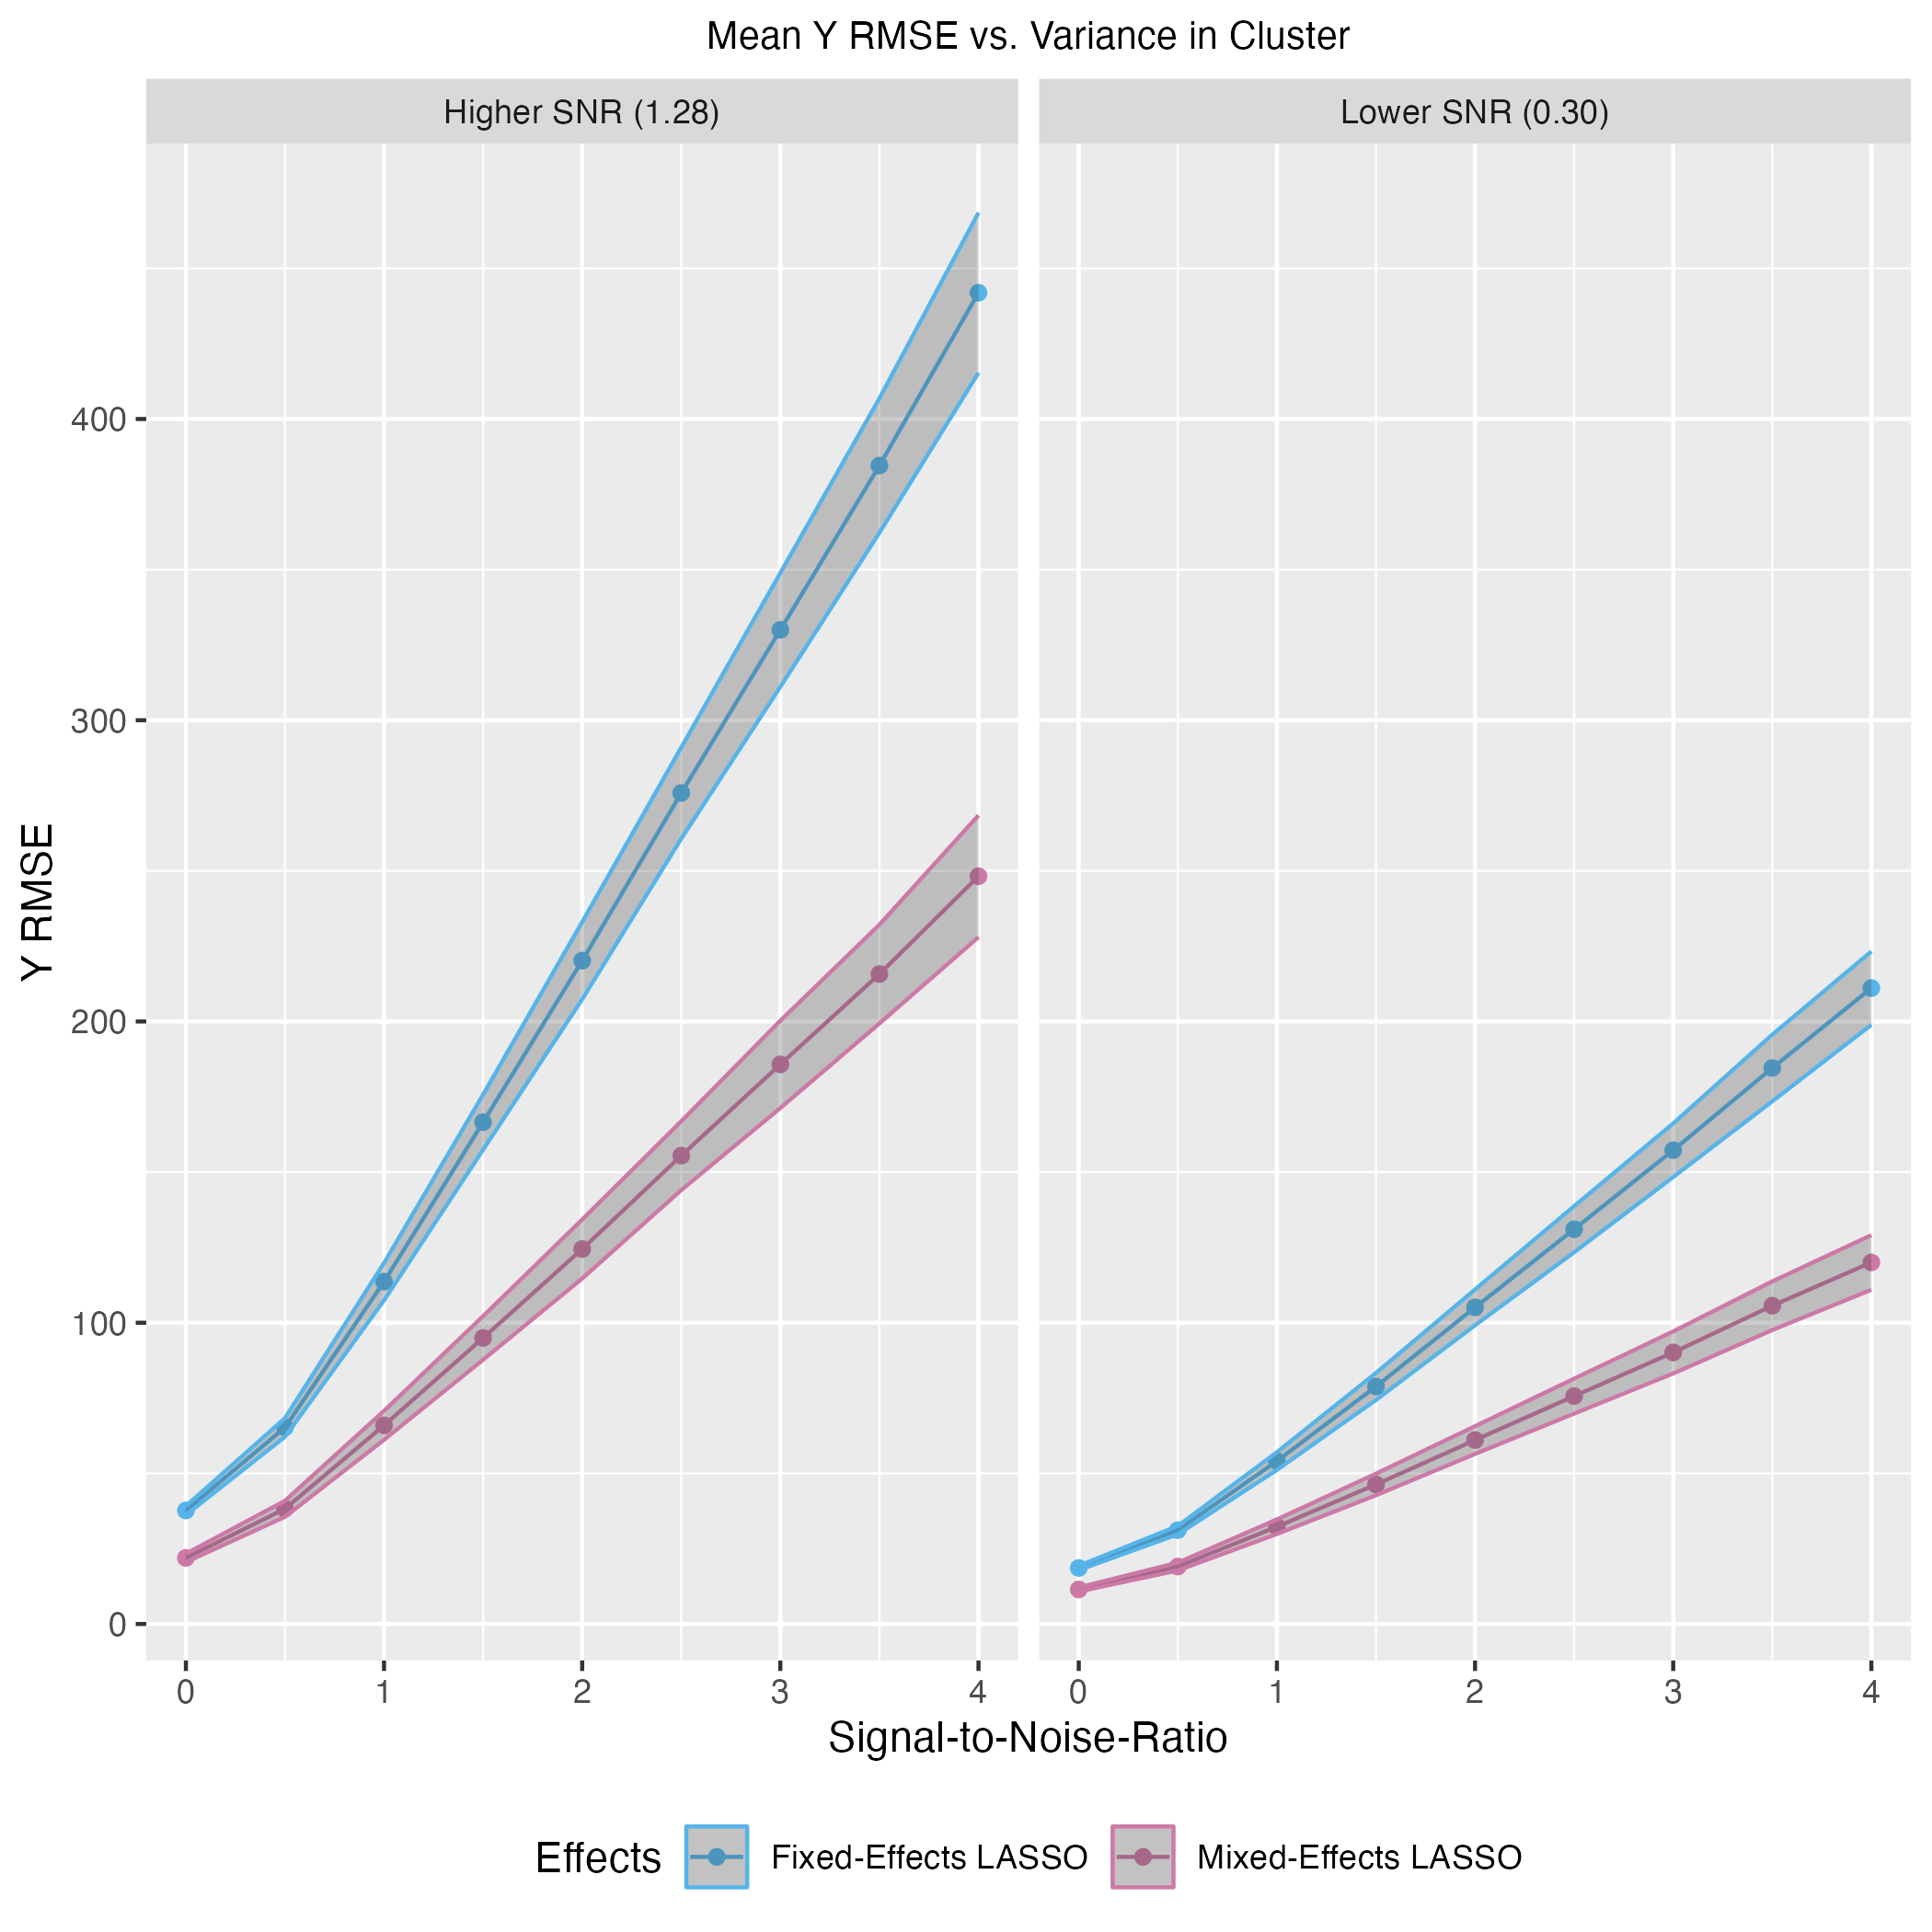 Mean Y RMSE vs. Variance in Cluster
Higher SNR (1.28)
Lower SNR (0.30)
Y RMSE
400
300
200
100
0
0 1 2 3 4
0 1 2 3 4
Signal-to-Noise-Ratio
Effects Fixed-Effects LASSO Mixed-Effects LASSO